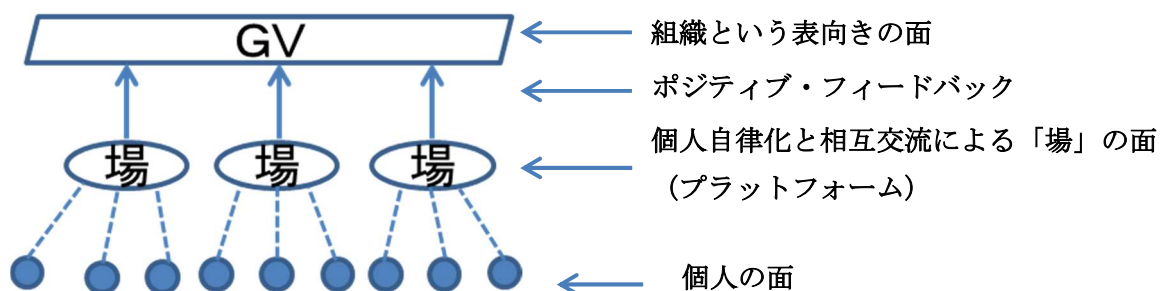 GV
組織という表向きの面
ポジティブ・フィードバック
場 場 場
個人自律化と相互交流による「場」の面
（プラットフォーム）
個人の面